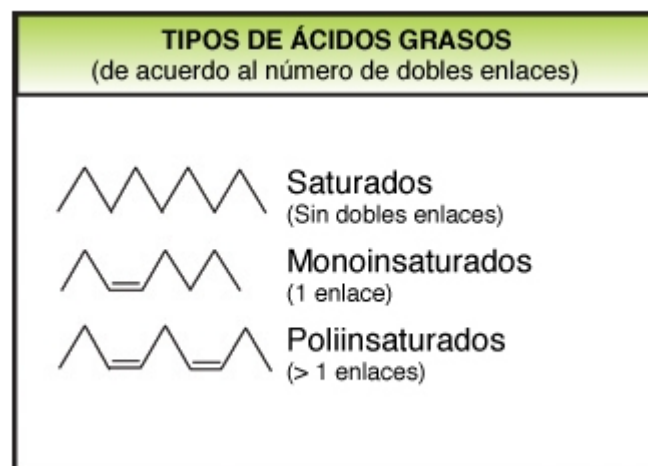 TIPOS DE ÁCIDOS GRASOS
(de acuerdo al número de dobles enlaces)
Saturados
(Sin dobles enlaces)
Monoinsaturados
(1 enlace)
Poliinsaturados
(> 1 enlaces)